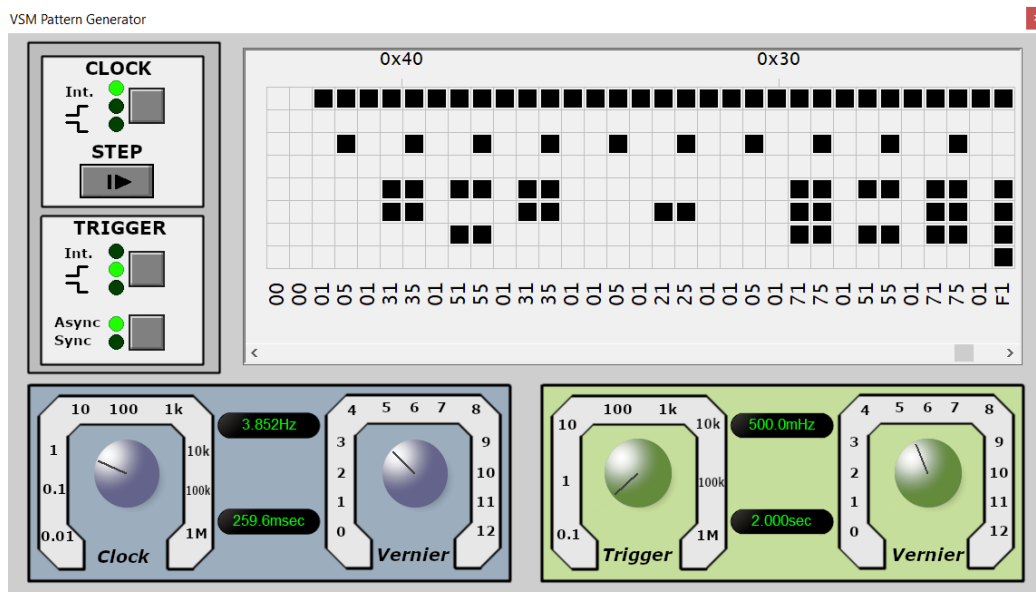 VSM Pattern Generator
CLOCK
Int.
STEP
TRIGGER
Int.
Async
Sync
0x40 0x30
00 00 01 05 01 31 35 01 51 55 01 31 35 01 01 05 01 21 25 01 01 05 01 71 75 01 51 55 01 71 75 01 F1
10 100 1k
1 10k
0.1 100k
0.01 1M
Clock
3.852Hz
259.6msec
4 5 6 7 8
3 9
2 10
1 11
0 12
Vernier
100 1k
10 10k
1 100k
0.1 1M
Trigger
500.0mHz
2.000sec
4 5 6 7 8
3 9
2 10
1 11
0 12
Vernier